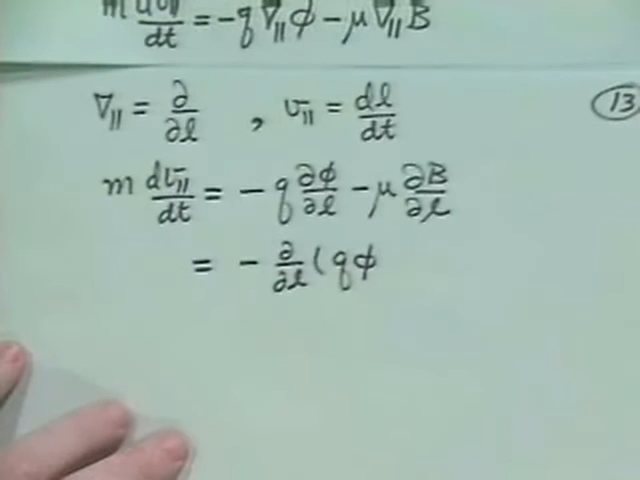 m dv∥/dt = -q ∇∥ϕ - μ ∇∥B
∇∥ = ∂/∂l , v∥ = dl/dt
13
m dv∥/dt = - q ∂ϕ/∂l - μ ∂B/∂l
= - ∂/∂l ( qϕ